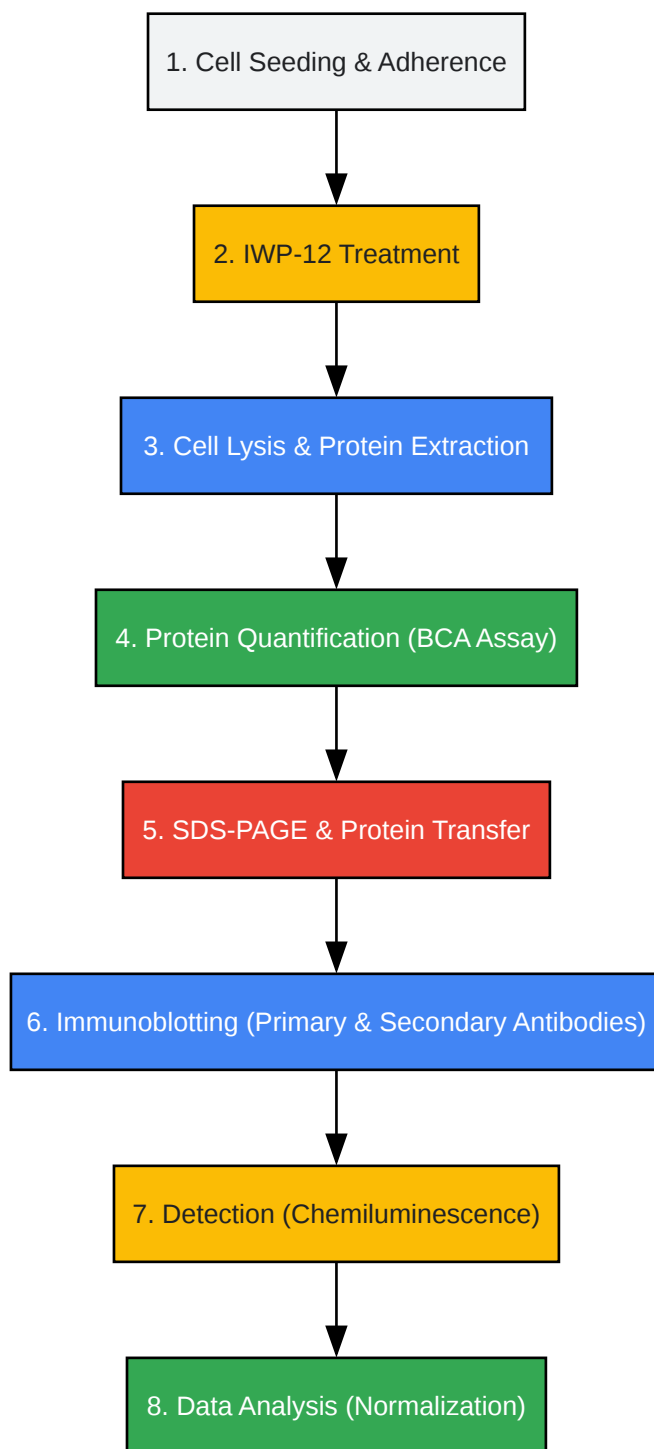 1. Cell Seeding & Adherence
2. IWP-12 Treatment
3. Cell Lysis & Protein Extraction
4. Protein Quantification (BCA Assay)
5. SDS-PAGE & Protein Transfer
6. Immunoblotting (Primary & Secondary Antibodies)
7. Detection (Chemiluminescence)
8. Data Analysis (Normalization)